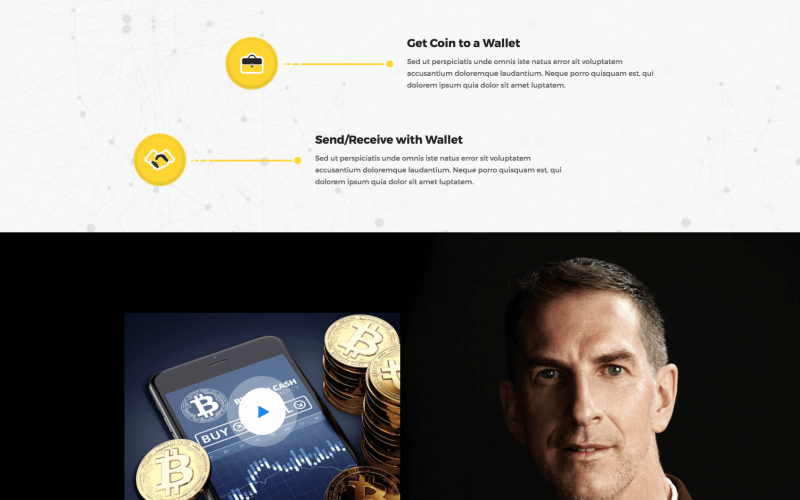 Get Coin to a Wallet
Sed ut perspiciatis unde omnis iste natus error sit voluptatem
accusantium doloremque laudantium. Neque porro quisquam est, qui
dolorem ipsum quia dolor sit amet luptatem.
Send/Receive with Wallet
Sed ut perspiciatis unde omnis iste natus error sit voluptatem
accusantium doloremque laudantium. Neque porro quisquam est, qui
dolorem ipsum quia dolor sit amet luptatem.
CASH
BUY